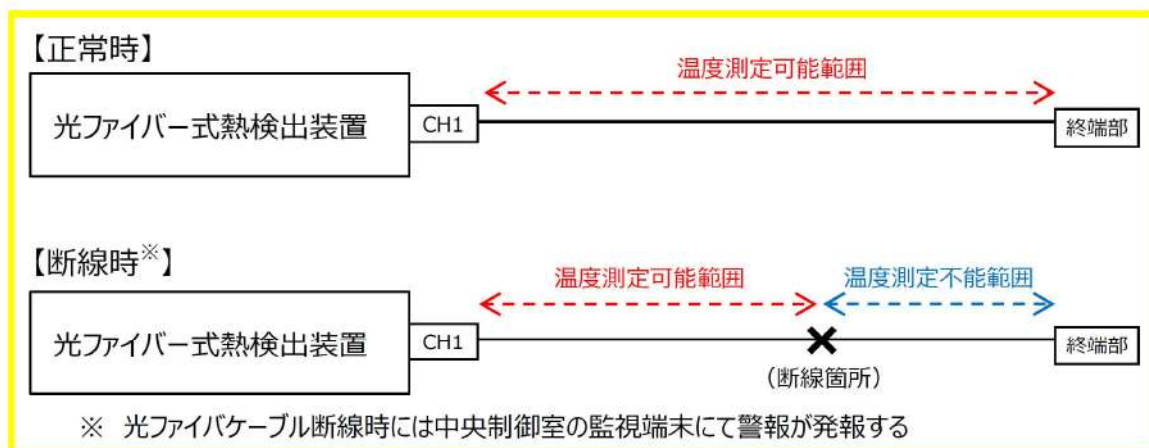 【正常時】
温度測定可能範囲
光ファイバー式熱検出装置
CH1
終端部
【断線時※】
温度測定可能範囲
温度測定不能範囲
光ファイバー式熱検出装置
CH1
終端部
(断線箇所)
※ 光ファイバケーブル断線時には中央制御室の監視端末にて警報が発報する